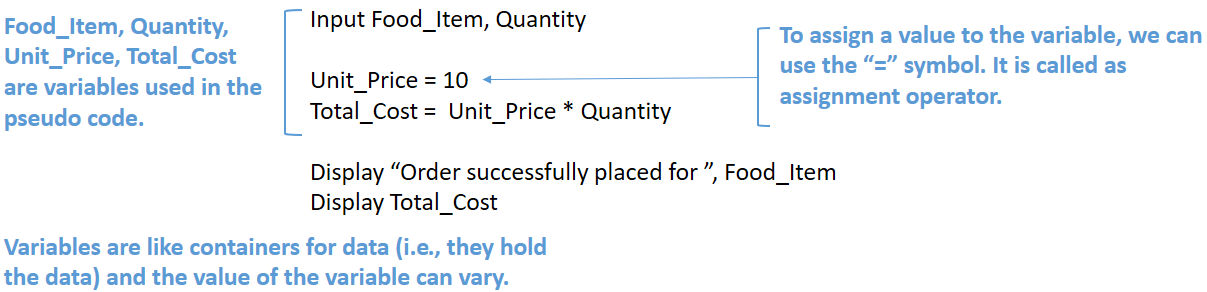 Food_Item, Quantity,
Unit_Price, Total_Cost
are variables used in the
pseudo code.
Input Food_Item, Quantity
Unit_Price = 10
Total_Cost =  Unit_Price * Quantity
Display “Order successfully placed for ”, Food_Item
Display Total_Cost
To assign a value to the variable, we can
use the “=” symbol. It is called as
assignment operator.
Variables are like containers for data (i.e., they hold
the data) and the value of the variable can vary.